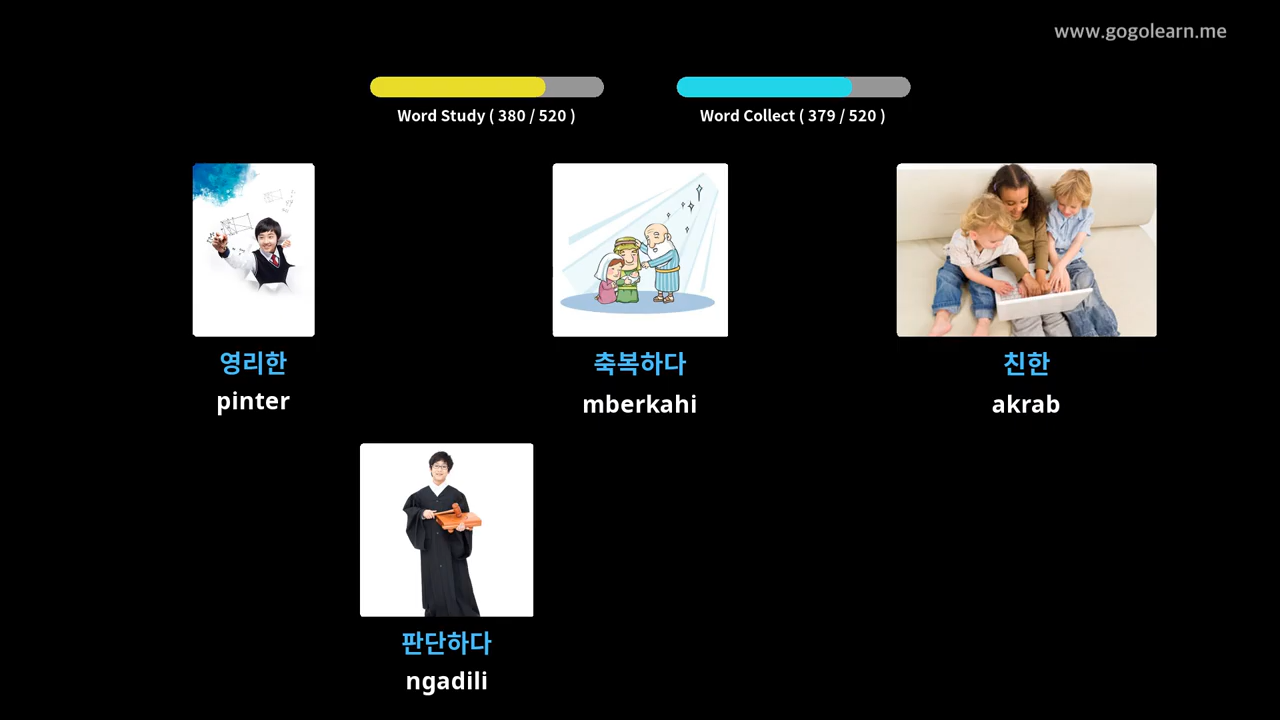 www.gogolearn.me
Word Study ( 380 / 520 )
Word Collect ( 379 / 520 )
영리한
pinter
축복하다
mberkahi
친한
akrab
판단하다
ngadili